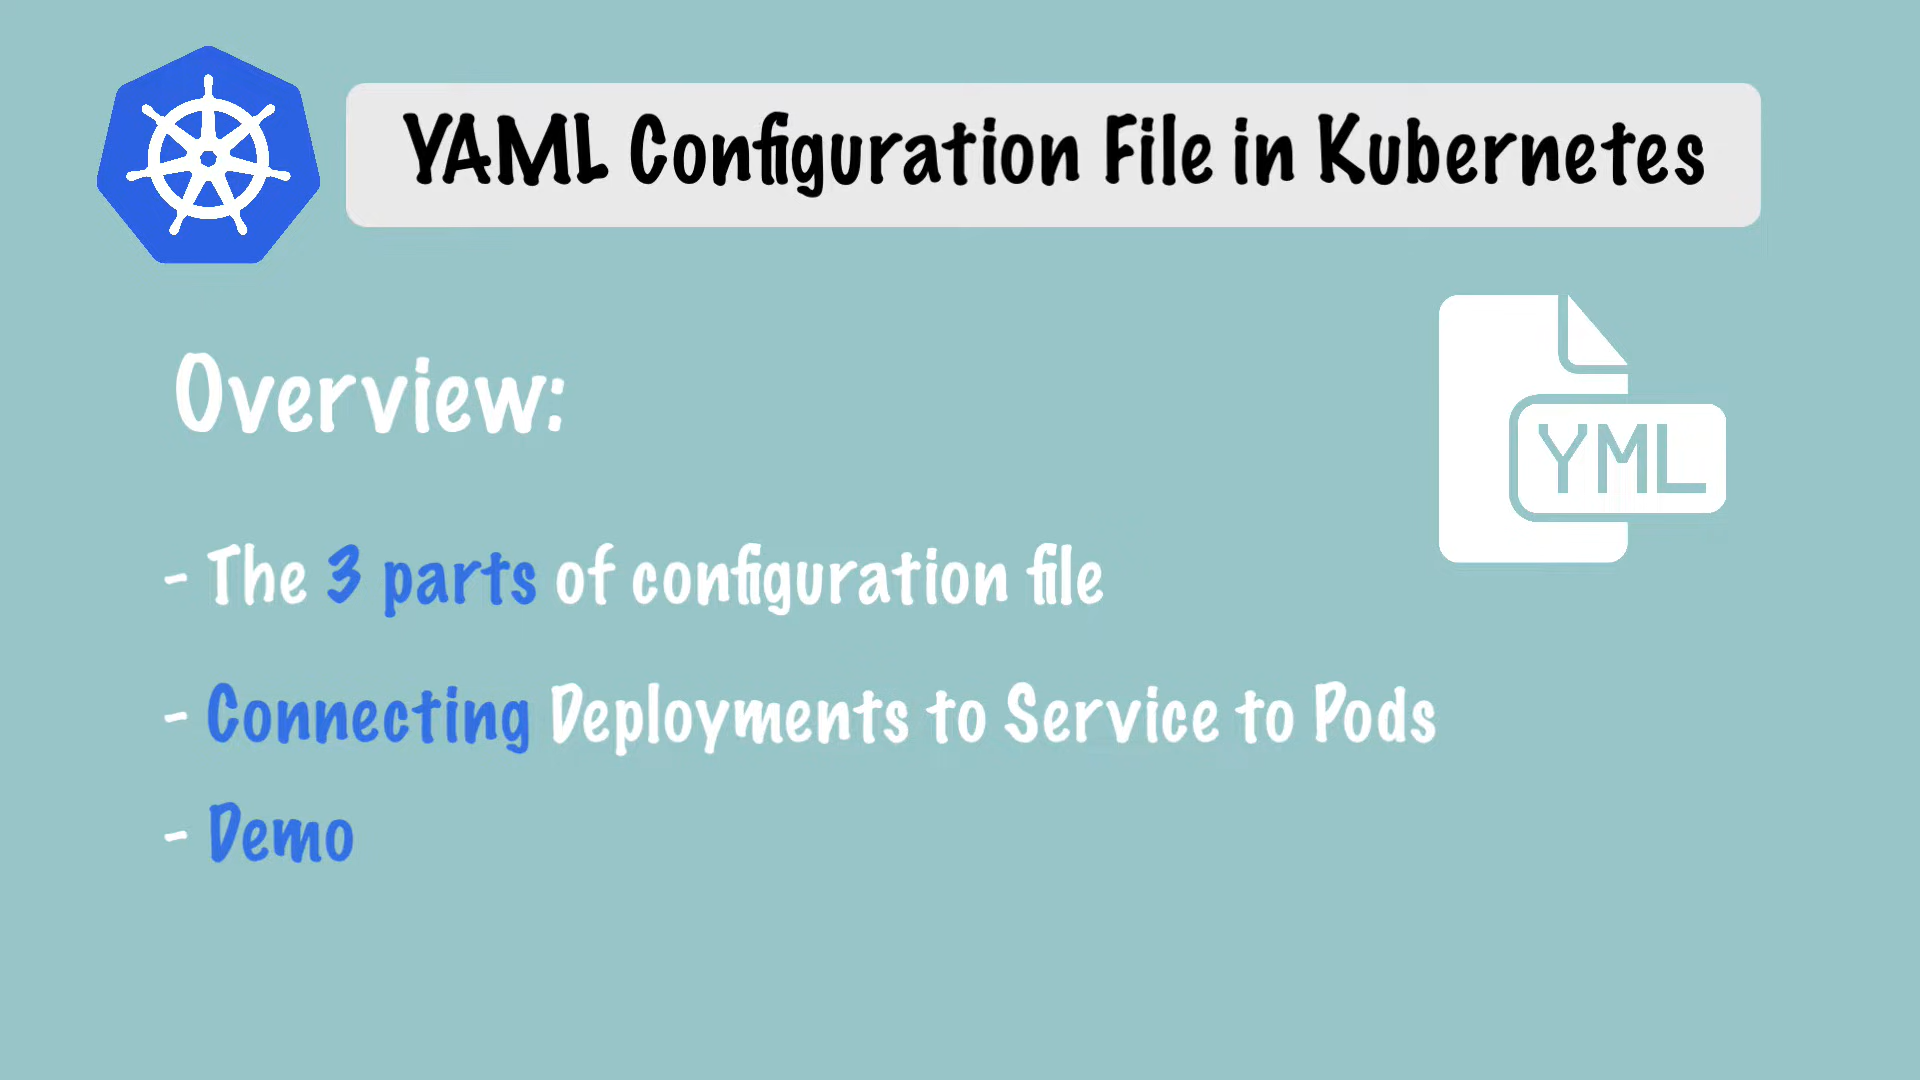 YAML Configuration File in Kubernetes
Overview:
YML
- The 3 parts of configuration file
- Connecting Deployments to Service to Pods
- Demo